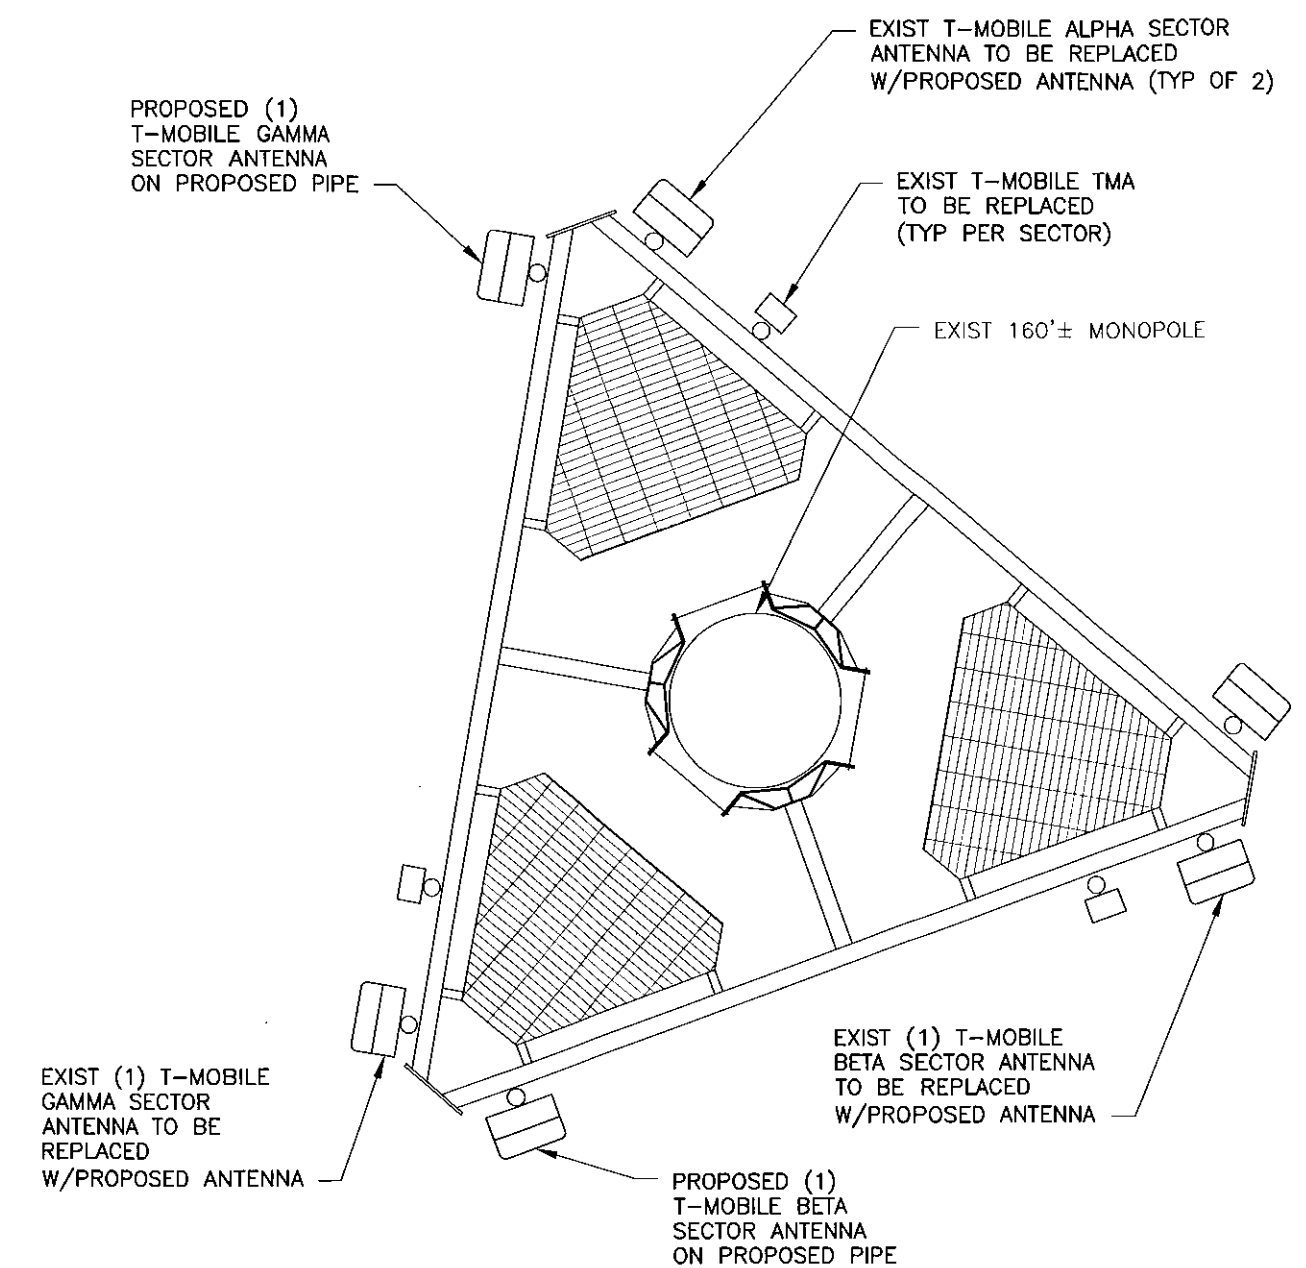 EXIST T-MOBILE ALPHA SECTOR
ANTENNA TO BE REPLACED
W/PROPOSED ANTENNA (TYP OF 2)
PROPOSED (1)
T-MOBILE GAMMA
SECTOR ANTENNA
ON PROPOSED PIPE
EXIST T-MOBILE TMA
TO BE REPLACED
(TYP PER SECTOR)
EXIST 160'± MONOPOLE
EXIST (1) T-MOBILE
BETA SECTOR ANTENNA
TO BE REPLACED
W/PROPOSED ANTENNA
EXIST (1) T-MOBILE
GAMMA SECTOR
ANTENNA TO BE
REPLACED
W/PROPOSED ANTENNA
PROPOSED (1)
T-MOBILE BETA
SECTOR ANTENNA
ON PROPOSED PIPE